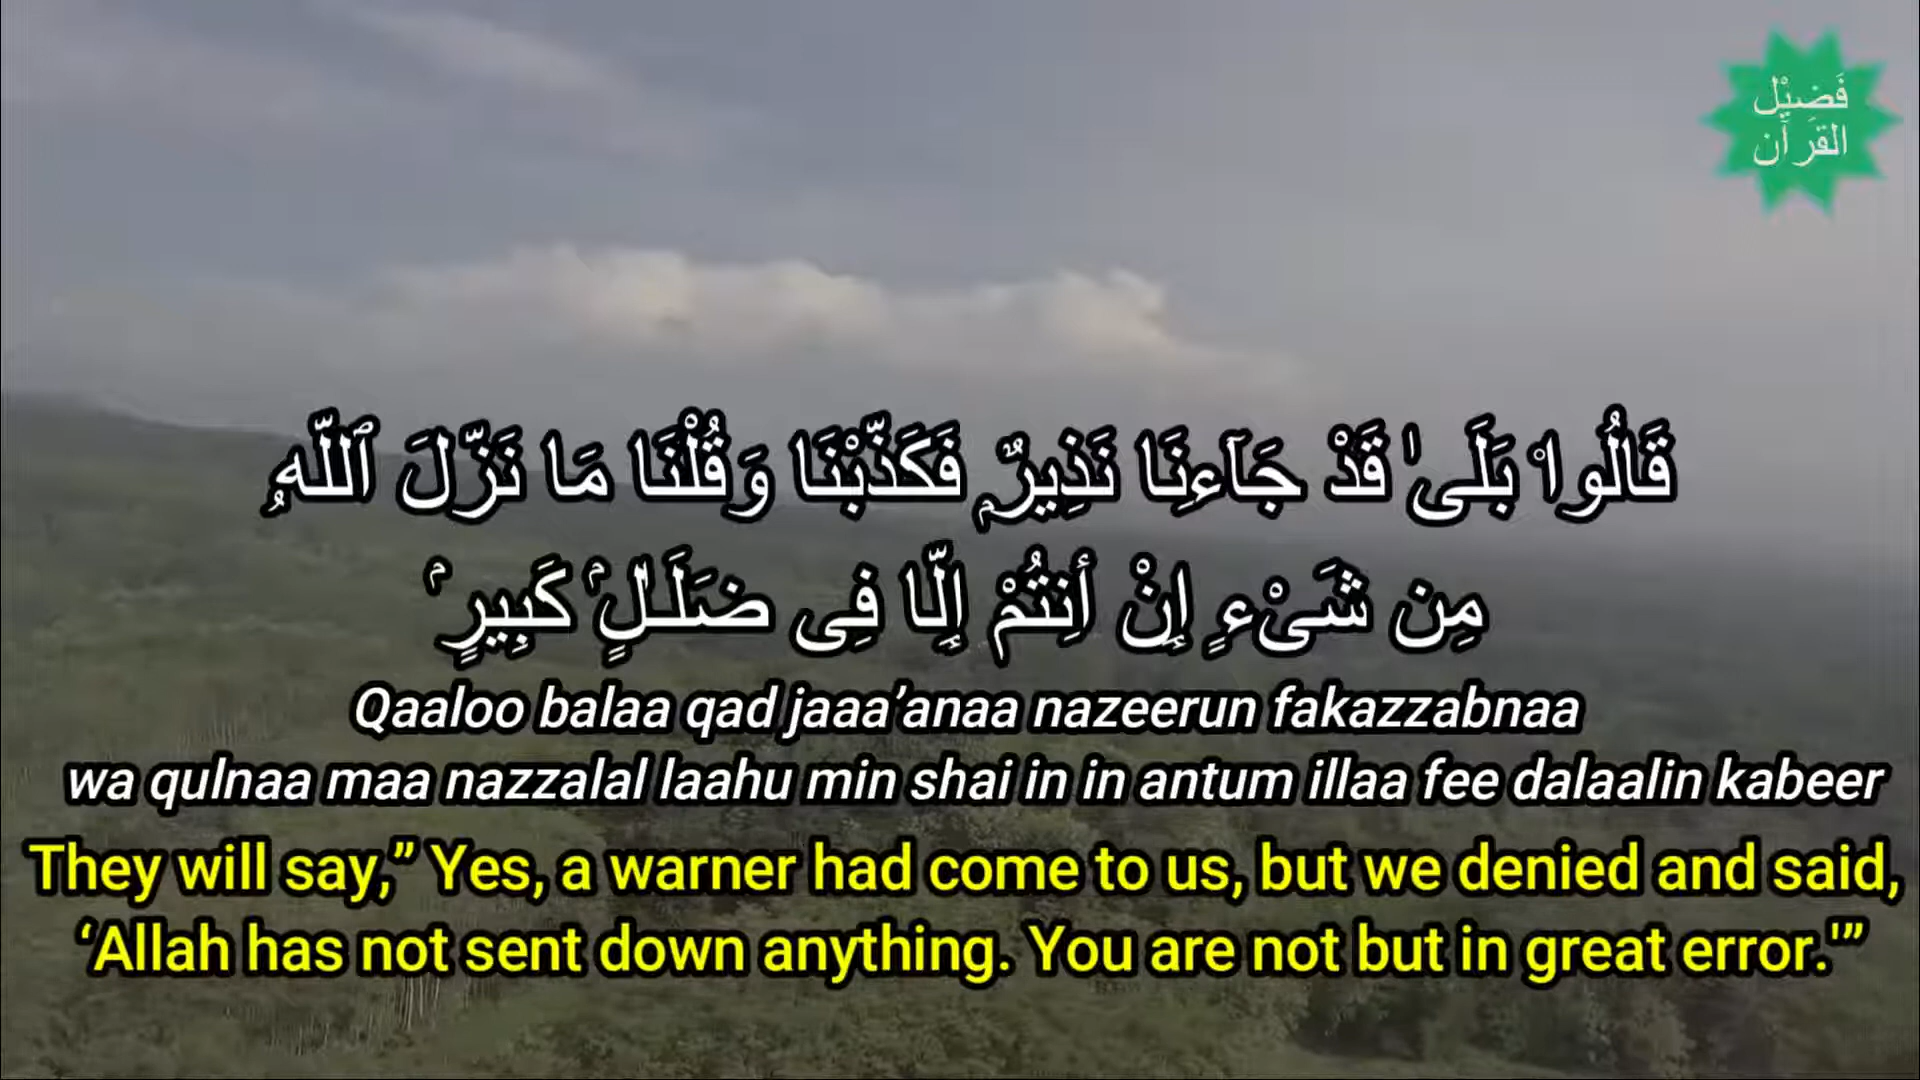 فَضِيْل
القرَآن
قَالُوا۟ بَلَىٰ قَدْ جَآءَنَا نَذِيرٌۭ فَكَذَّبْنَا وَقُلْنَا مَا نَزَّلَ ٱللَّهُ
مِن شَىْءٍ إِنْ أَنتُمْ إِلَّا فِى ضَلَـٰلٍۢ كَبِيرٍۢ
Qaaloo balaa qad jaaa’anaa nazeerun fakazzabnaa
wa qulnaa maa nazzalal laahu min shai in in antum illaa fee dalaalin kabeer
They will say,” Yes, a warner had come to us, but we denied and said,
‘Allah has not sent down anything. You are not but in great error.'”